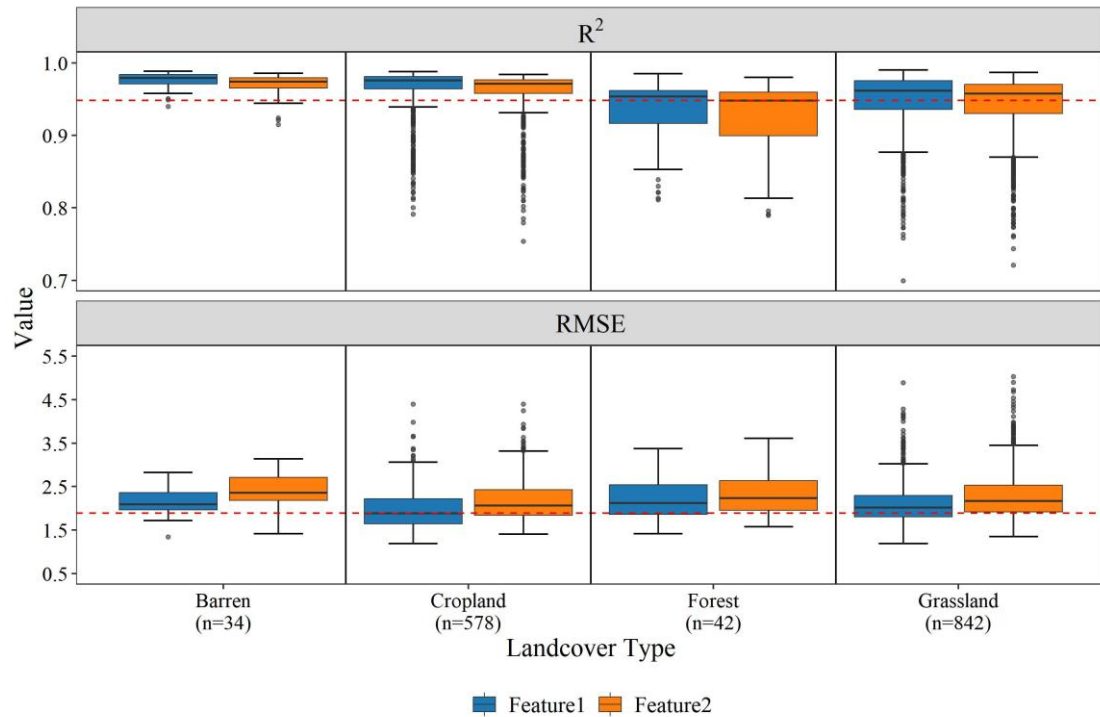 R²
1.0
0.9
0.8
0.7
Value
RMSE
5.5
4.5
3.5
2.5
1.5
0.5
Barren Cropland Forest Grassland
(n=34) (n=578) (n=42) (n=842)
Landcover Type
Feature1 Feature2